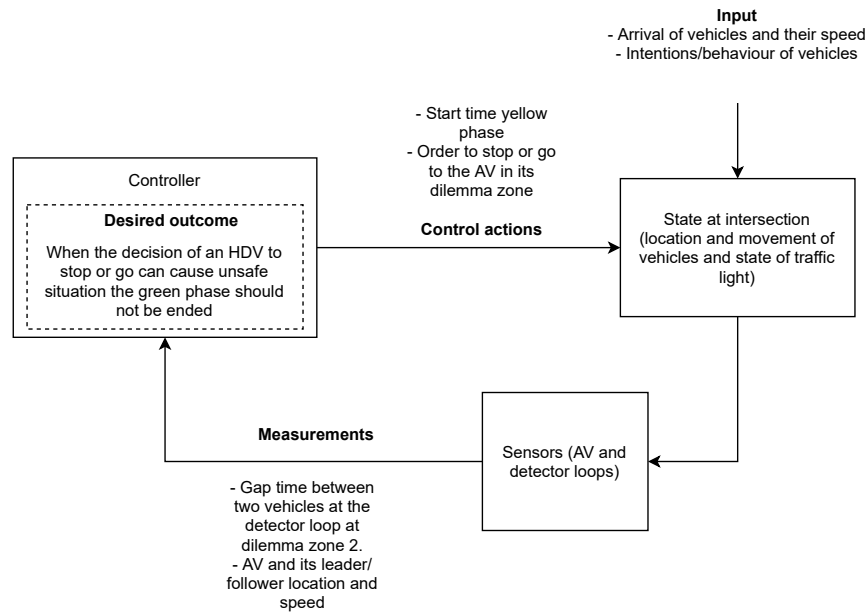 Input
- Arrival of vehicles and their speed
- Intentions/behaviour of vehicles
- Start time yellow
phase
- Order to stop or go
to the AV in its
dilemma zone
Control actions
Controller
Desired outcome
When the decision of an HDV to
stop or go can cause unsafe
situation the green phase should
not be ended
State at intersection
(location and movement of
vehicles and state of traffic
light)
Sensors (AV and
detector loops)
Measurements
- Gap time between
two vehicles at the
detector loop at
dilemma zone 2.
- AV and its leader/
follower location and
speed